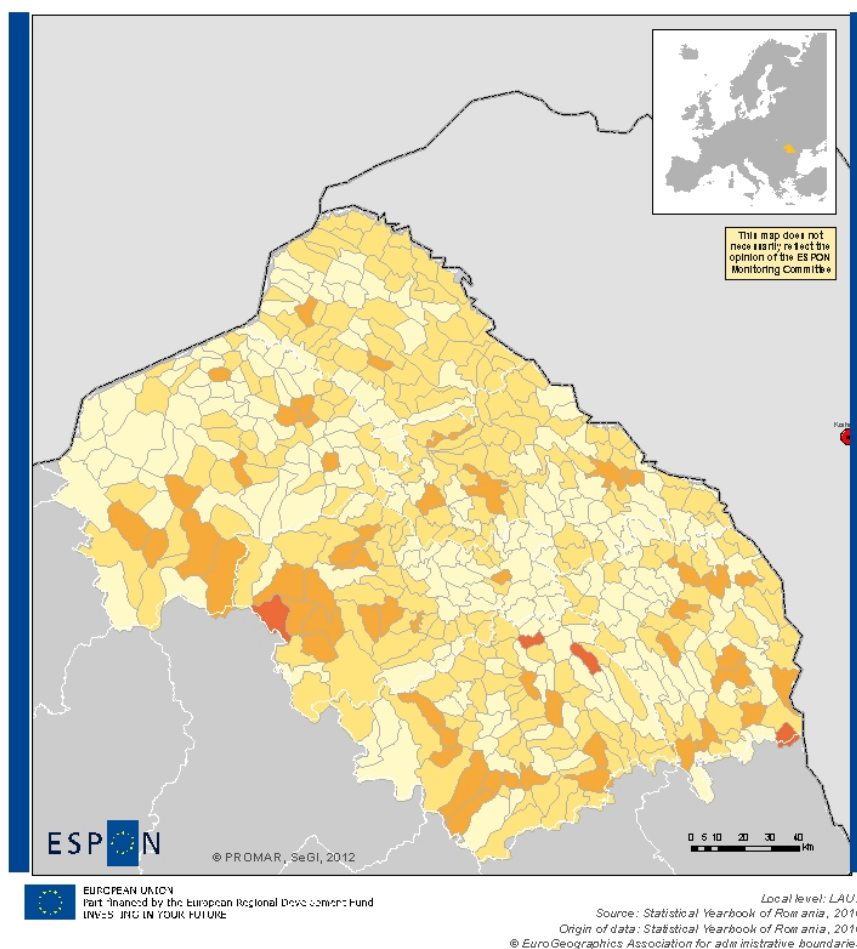 This map does not
necessarily reflect the
opinion of the ESPON
Monitoring Committee
ESPON
© PROMAR, SeGI, 2012
0 5 10 20 30 40
km
EUROPEAN UNION
Part-financed by the European Regional Development Fund
INVESTING IN YOUR FUTURE
Local level: LAU
Source: Statistical Yearbook of Romania, 201
Origin of data: Statistical Yearbook of Romania, 201
© EuroGeographics Association for administrative boundarie